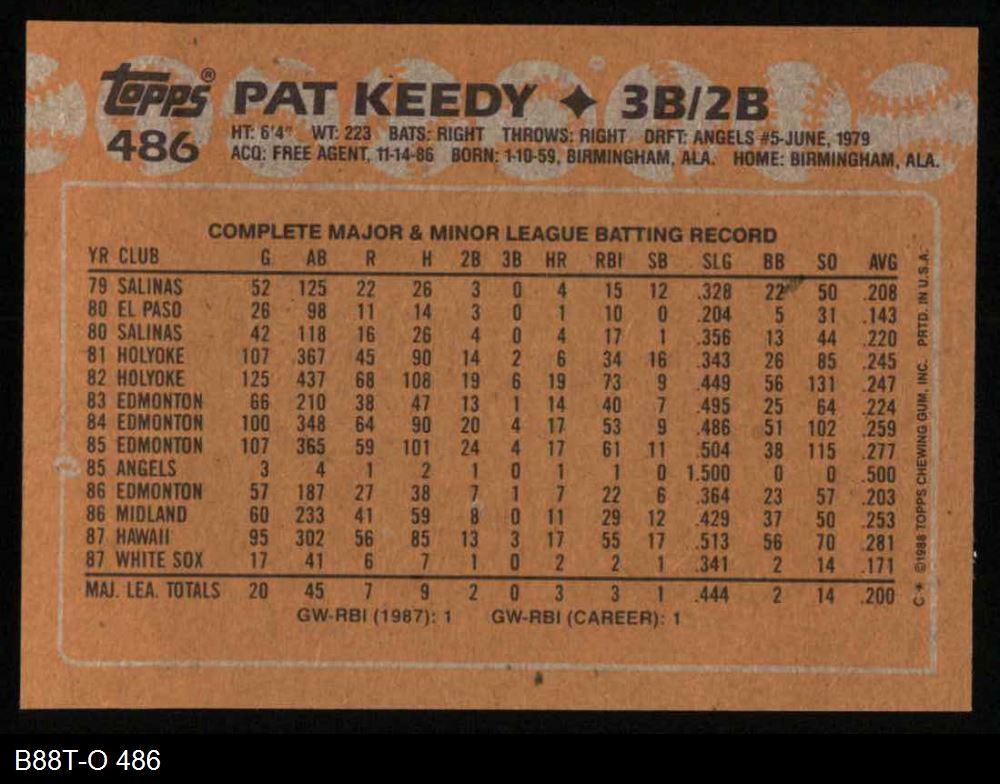 topps® PAT KEEDY ✦ 3B/2B
486 HT: 6'4" WT: 223 BATS: RIGHT THROWS: RIGHT DRFT: ANGELS #5-JUNE, 1979
ACQ: FREE AGENT, 11-14-86 BORN: 1-10-59, BIRMINGHAM, ALA. HOME: BIRMINGHAM, ALA.
COMPLETE MAJOR & MINOR LEAGUE BATTING RECORD
YR CLUB G AB R H 2B 3B HR RBI SB SLG BB SO AVG
79 SALINAS 52 125 22 26 3 0 4 15 12 .328 22 50 .208
80 EL PASO 26 98 11 14 3 0 1 10 0 .204 5 31 .143
80 SALINAS 42 118 16 26 4 0 4 17 1 .356 13 44 .220
81 HOLYOKE 107 367 45 90 14 2 6 34 16 .343 26 85 .245
82 HOLYOKE 125 437 68 108 19 6 19 73 9 .449 56 131 .247
83 EDMONTON 66 210 38 47 13 1 14 40 7 .495 25 64 .224
84 EDMONTON 100 348 64 90 20 4 17 53 9 .486 51 102 .259
85 EDMONTON 107 365 59 101 24 4 17 61 11 .504 38 115 .277
85 ANGELS 3 4 1 2 1 0 1 1 0 1.500 0 0 .500
86 EDMONTON 57 187 27 38 7 1 7 22 6 .364 23 57 .203
86 MIDLAND 60 233 41 59 8 0 11 29 12 .429 37 50 .253
87 HAWAII 95 302 56 85 13 3 17 55 17 .513 56 70 .281
87 WHITE SOX 17 41 6 7 1 0 2 2 1 .341 2 14 .171
MAJ. LEA. TOTALS 20 45 7 9 2 0 3 3 1 .444 2 14 .200
GW-RBI (1987): 1 GW-RBI (CAREER): 1
C* ©1988 TOPPS CHEWING GUM, INC. PRTD. IN U.S.A.
B88T-O 486